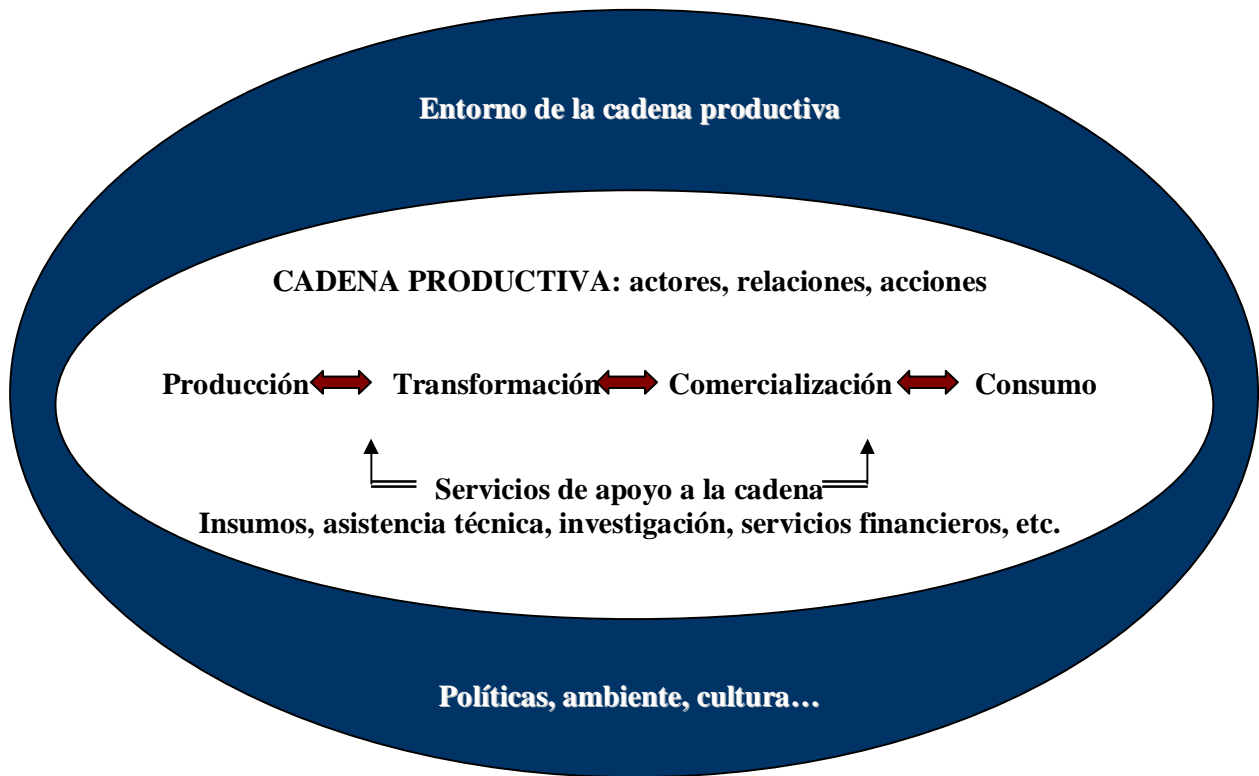 Entorno de la cadena productiva
CADENA PRODUCTIVA: actores, relaciones, acciones
Producción Transformación Comercialización Consumo
Servicios de apoyo a la cadena
Insumos, asistencia técnica, investigación, servicios financieros, etc.
Políticas, ambiente, cultura…